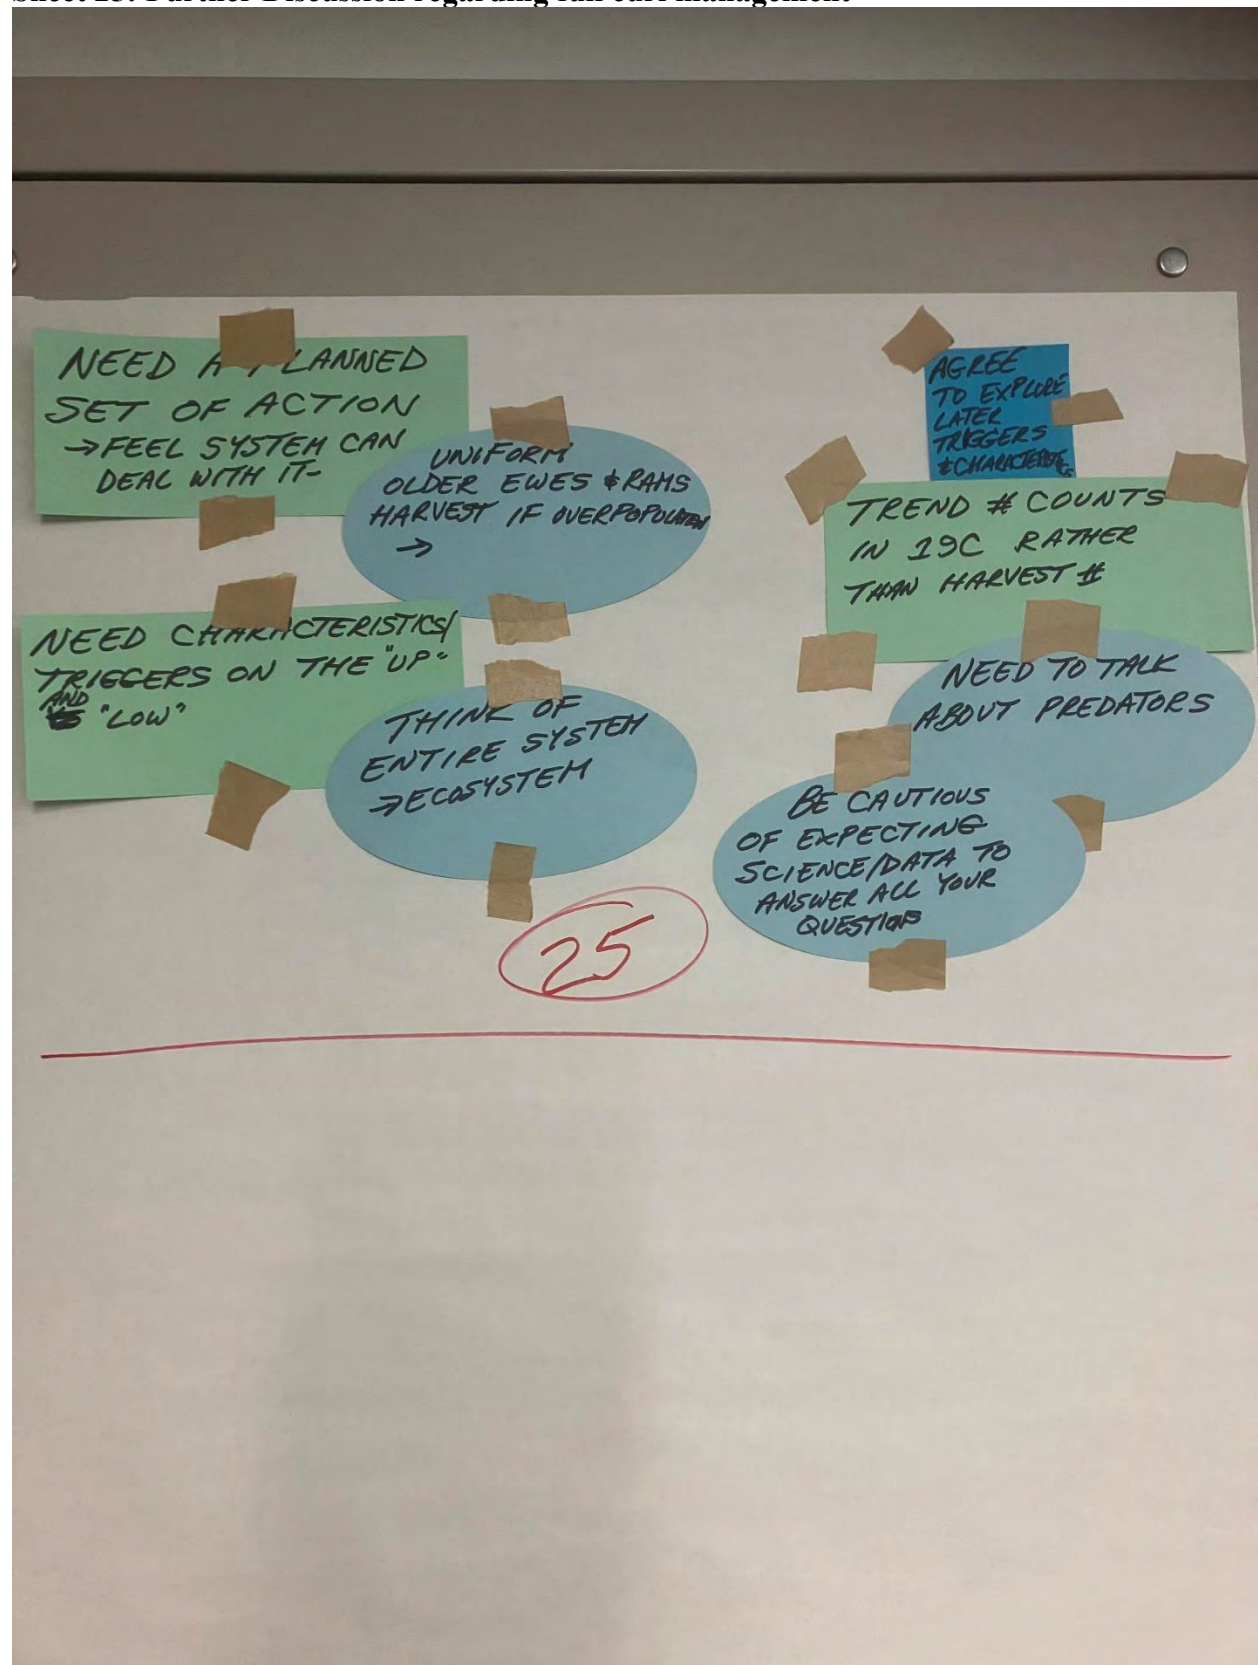 Sheet 25: Further Discussion regarding full curl management
NEED A PLANNED
SET OF ACTION
→FEEL SYSTEM CAN
DEAL WITH IT-
UNIFORM
OLDER EWES & RAMS
HARVEST IF OVERPOPULATED
→
NEED CHARACTERISTICS/
TRIGGERS ON THE "UP"
AND
"LOW"
THINK OF
ENTIRE SYSTEM
→ECOSYSTEM
AGREE
TO EXPLORE
LATER
TRIGGERS
& CHARACTERISTICS
TREND # COUNTS
IN 19C RATHER
THAN HARVEST #
NEED TO TALK
ABOUT PREDATORS
BE CAUTIOUS
OF EXPECTING
SCIENCE/DATA TO
ANSWER ALL YOUR
QUESTIONS
25